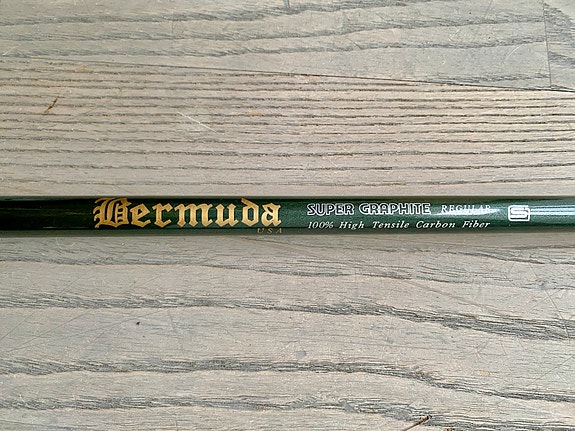 Bermuda
USA
SUPER GRAPHITE REGULAR
100% High Tensile Carbon Fiber